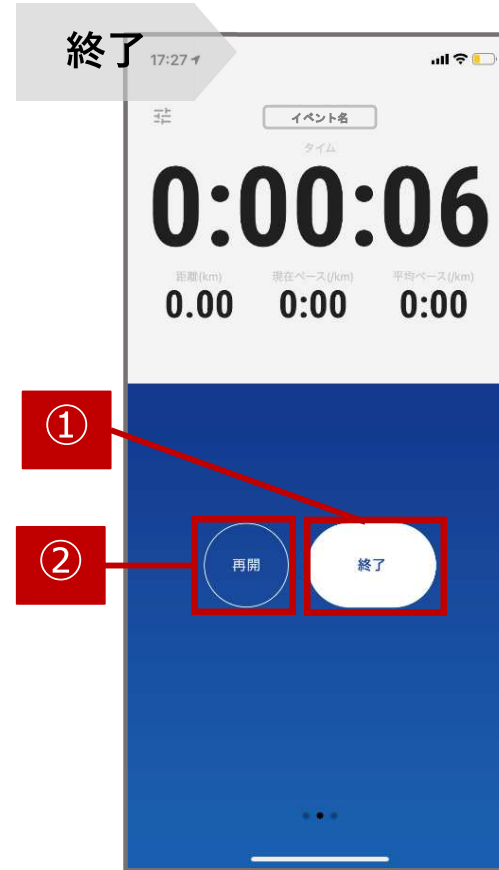 終了
17:27
イベント名
タイム
0:00:06
距離(km) 現在ペース(/km) 平均ペース(/km)
0.00 0:00 0:00
①
②
再開 終了